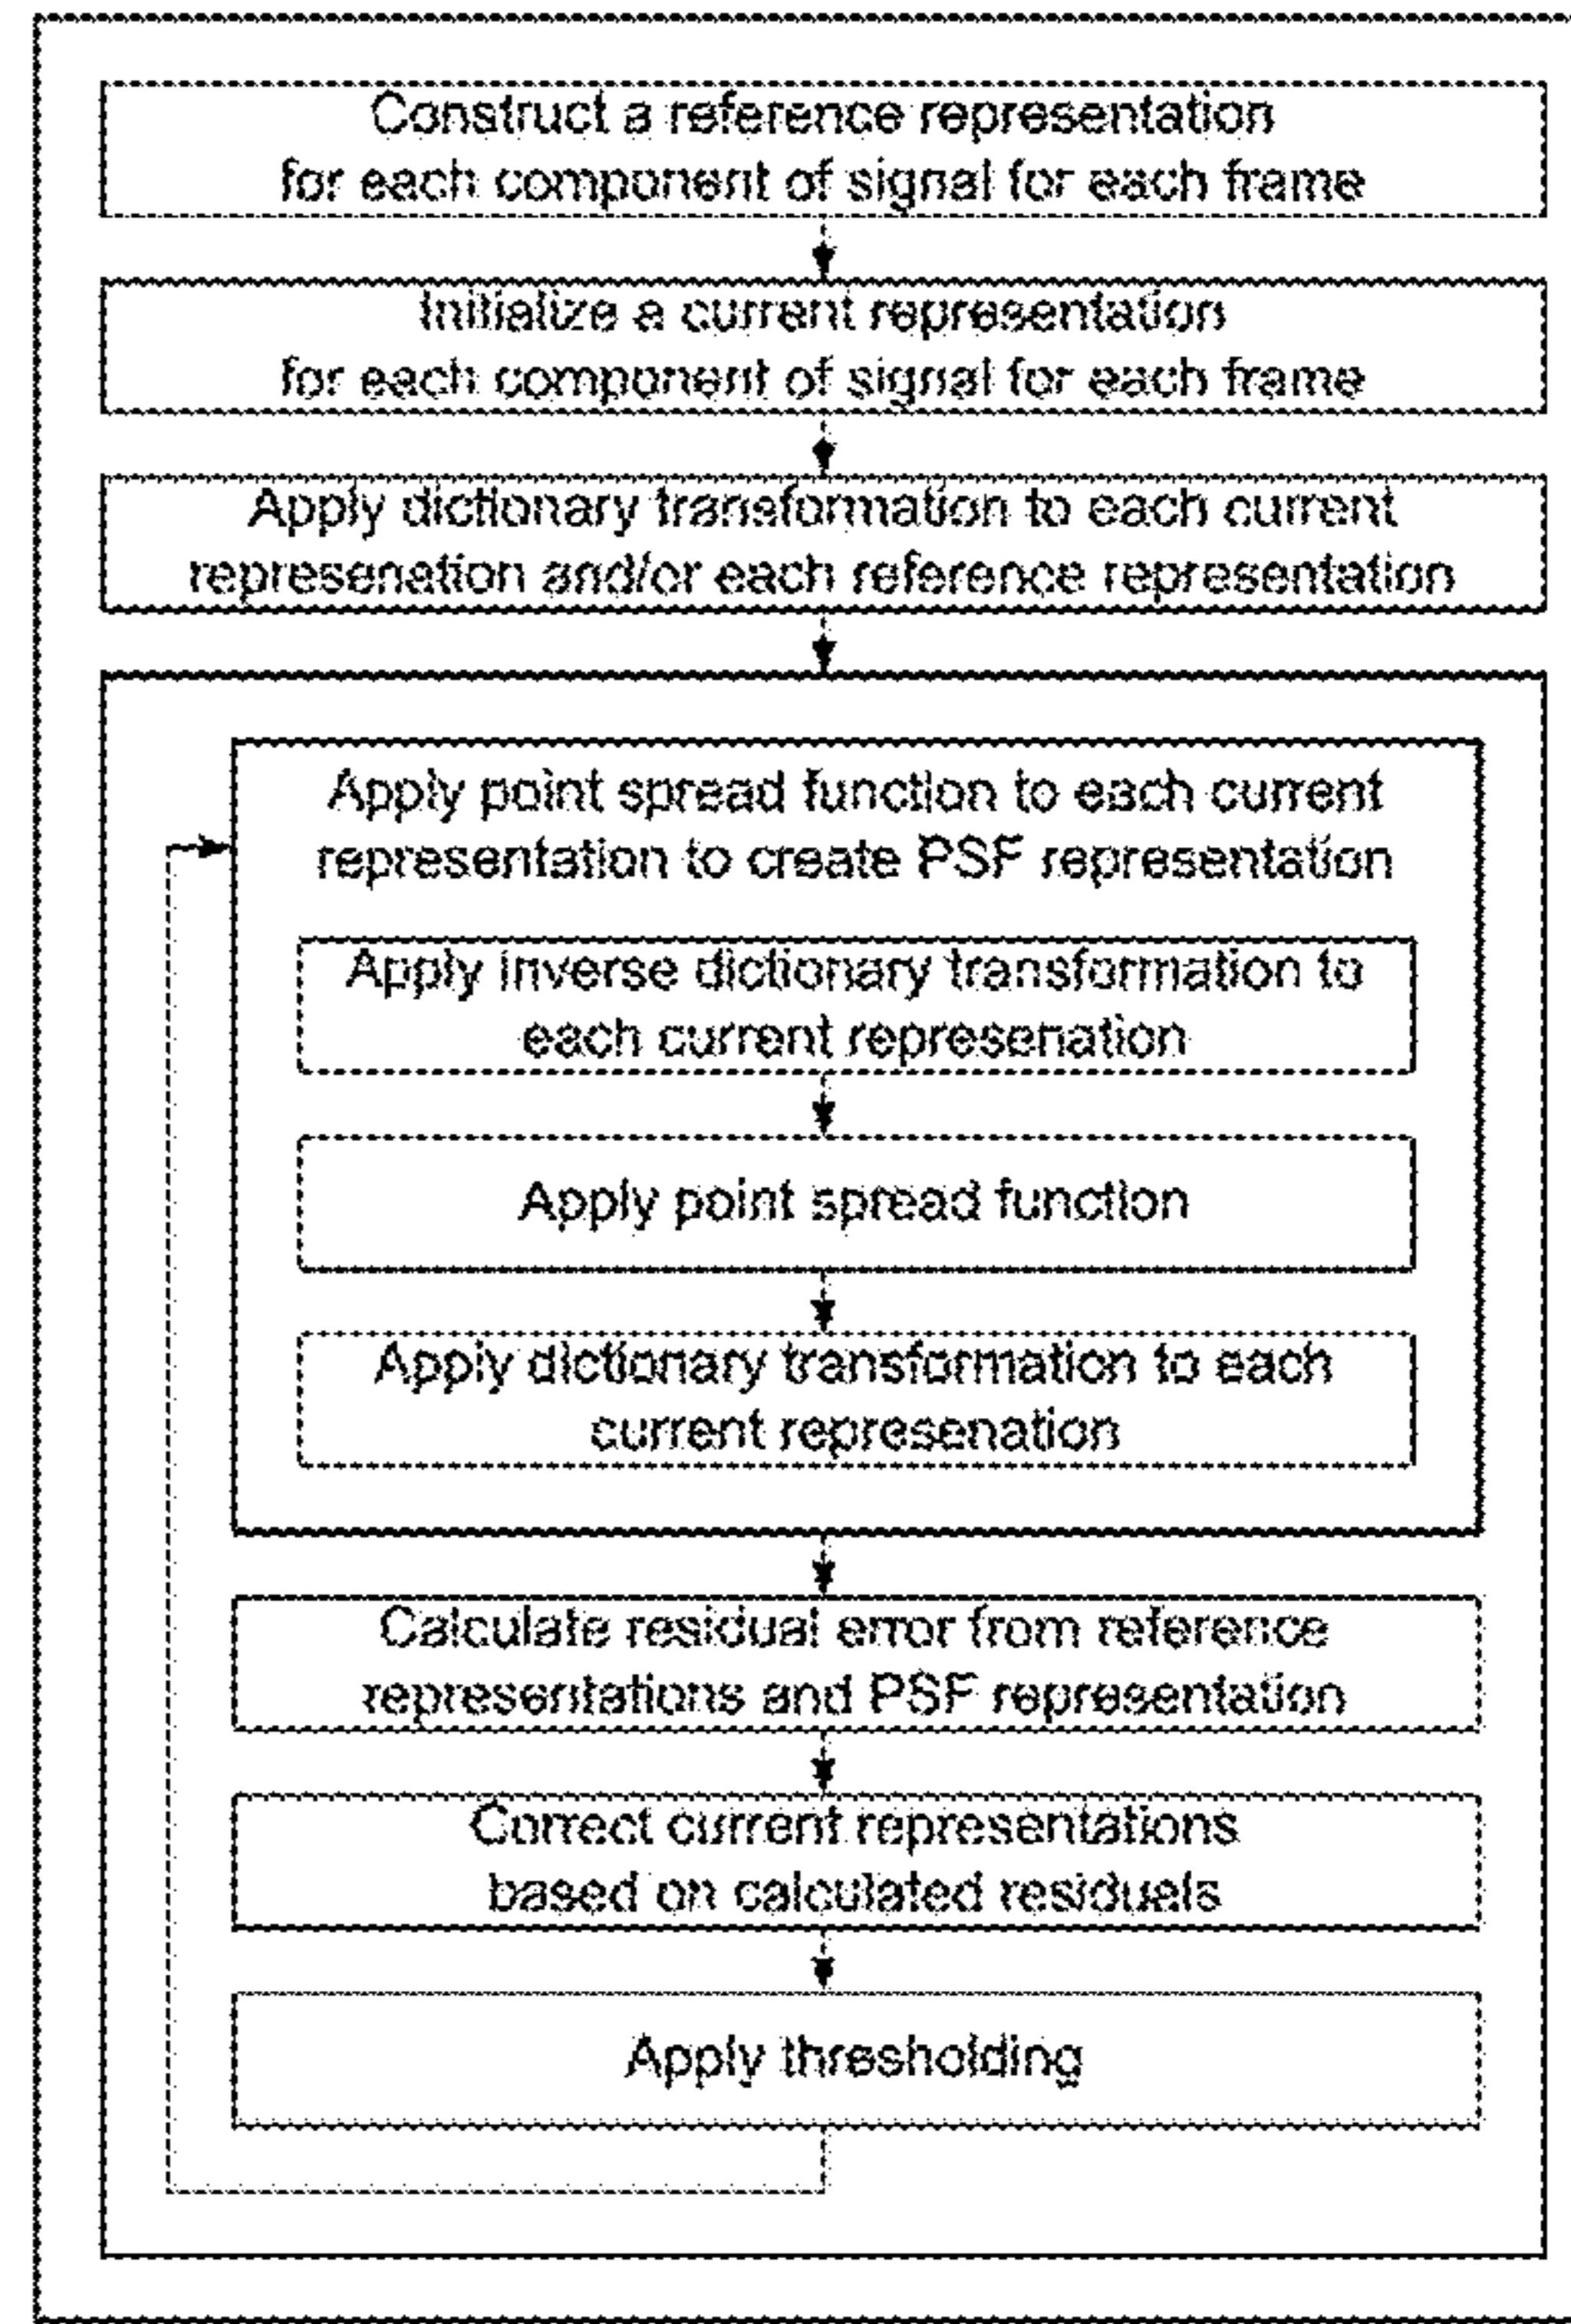 Construct a reference representation
for each component of signal for each frame
Initialize a current representation
for each component of signal for each frame
Apply dictionary transformation to each current
represenation and/or each reference representation
Apply point spread function to each current
representation to create PSF representation
Apply inverse dictionary transformation to
each current represenation
Apply point spread function
Apply dictionary transformation to each
current represenation
Calculate residual error from reference
representations and PSF representation
Correct current representations
based on calculated residuals
Apply thresholding